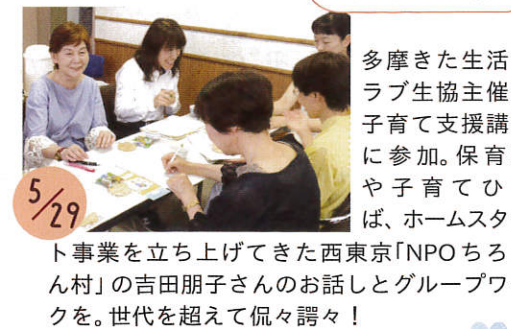 5/29
多摩きた生活
ラブ生協主催
子育て支援講
に参加。保育
や子育てひ
ば、ホームスタ
ト事業を立ち上げてきた西東京「NPOちろ
ん村」の吉田朋子さんのお話しとグループワ
クを。世代を超えて侃々諤々！